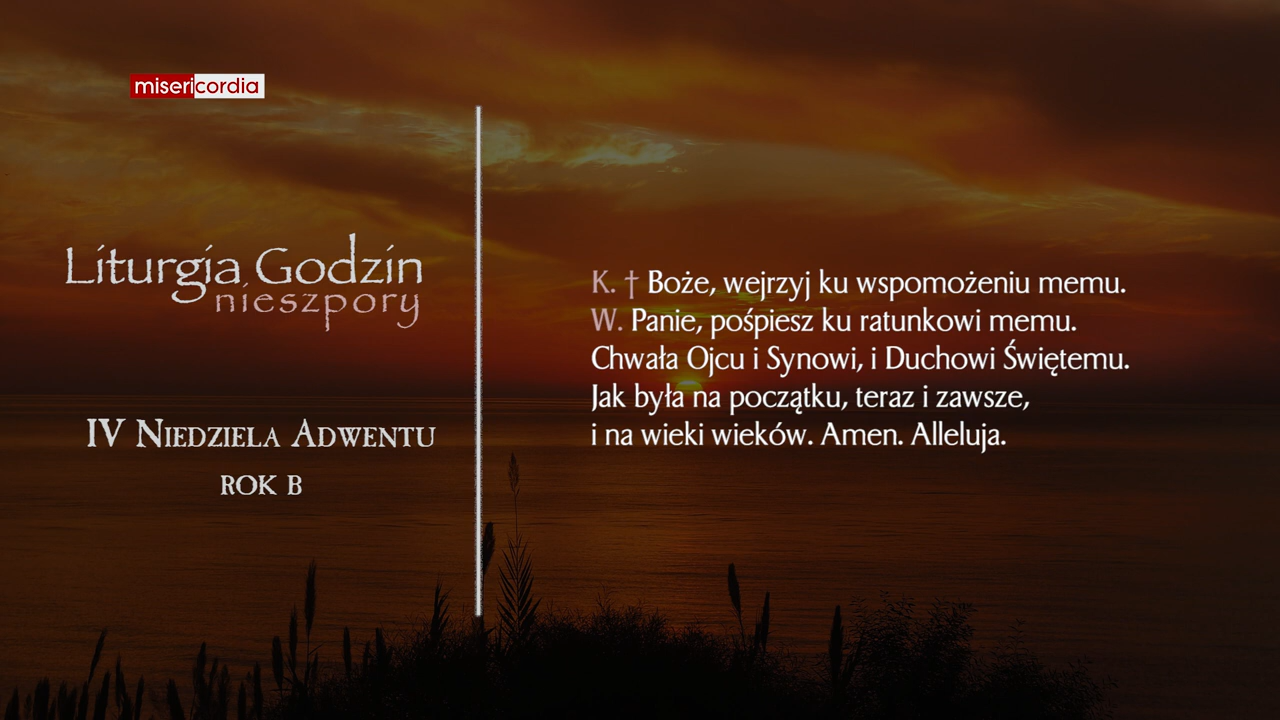 misericordia
Liturgia Godzin
nieszpory
IV Niedziela Adwentu
rok B
K. † Boże, wejrzyj ku wspomożeniu memu.
W. Panie, pośpiesz ku ratunkowi memu.
Chwała Ojcu i Synowi, i Duchowi Świętemu.
Jak była na początku, teraz i zawsze,
i na wieki wieków. Amen. Alleluja.